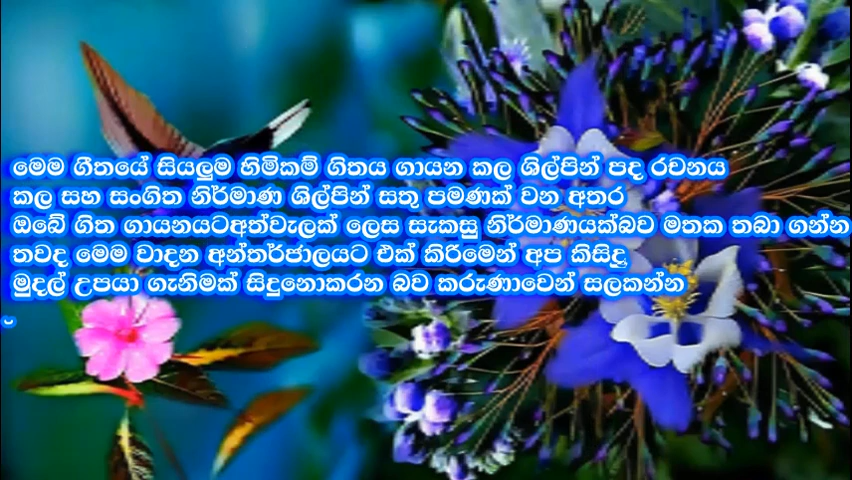 මෙම ගීතයේ සියලුම හිමිකම් ගිතය ගායන කල ශිල්පින් පද රචනය
කල සහ සංගිත නිර්මාණ ශිල්පින් සතු පමණක් වන අතර
ඔබේ ගිත ගායනයටඅත්වැලක් ලෙස සැකසු නිර්මාණයක්බව මතක තබා ගන්න
තවද මෙම වාදන අන්තර්ජාලයට එක් කිරීමෙන් අප කිසිදු
මුදල් උපයා ගැනිමක් සිදුනොකරන බව කරුණාවෙන් සලකන්න